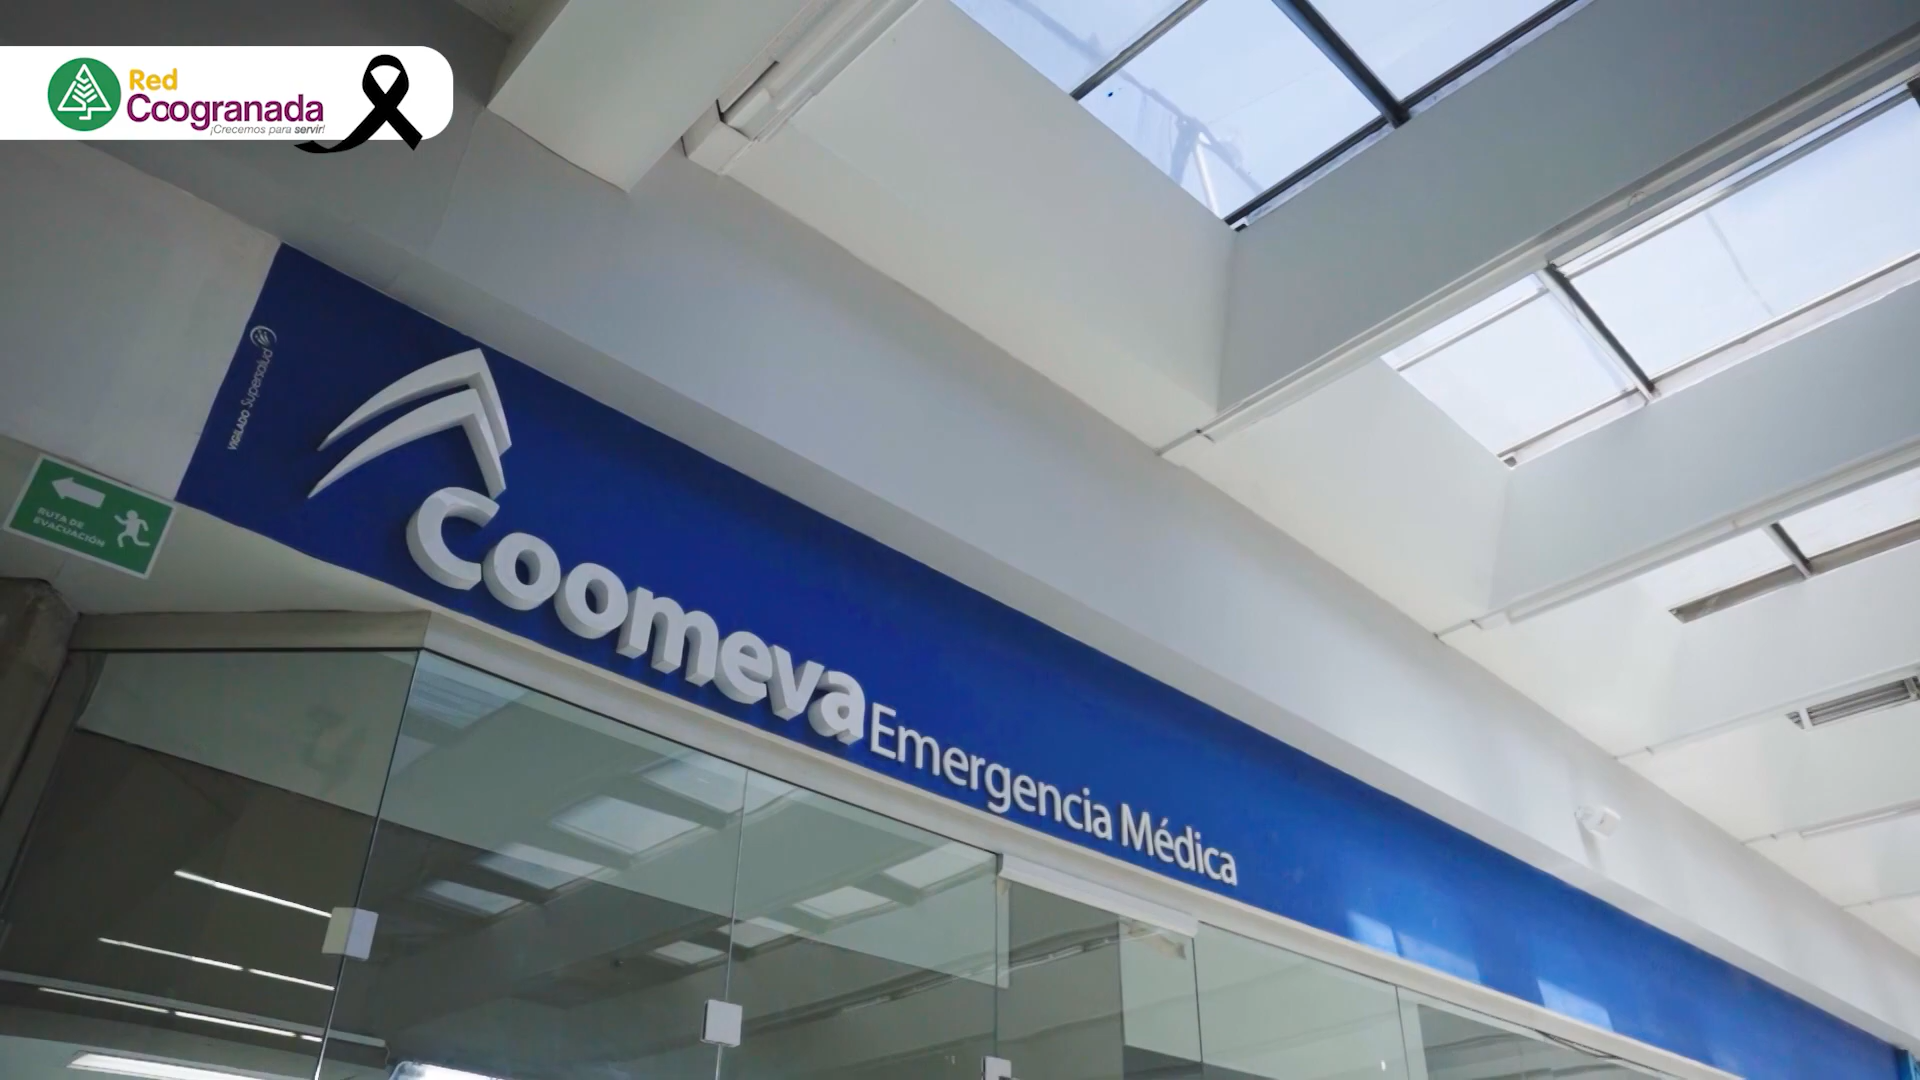 Red
Coogranada
¡Crecemos para servir!
VIGILADO Supersalud
RUTA DE
EVACUACIÓN
Coomeva Emergencia Médica